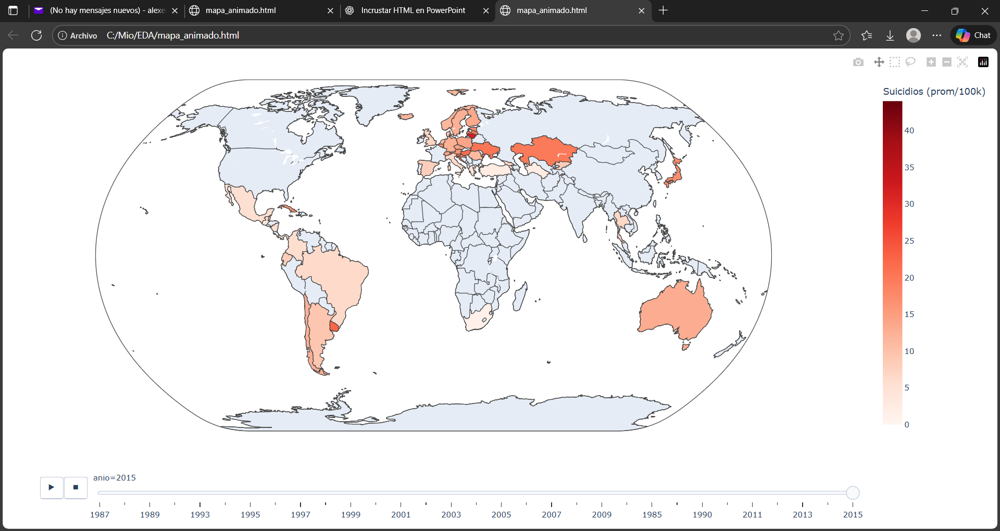 (No hay mensajes nuevos) - alexe
mapa_animado.html
Incrustar HTML en PowerPoint
mapa_animado.html
Archivo
C:/Mio/EDA/mapa_animado.html
Chat
Suicidios (prom/100k)
40
35
30
25
20
15
10
5
0
anio=2015
1987
1989
1993
1995
1997
1999
2001
2003
2005
2007
2009
1985
1990
2011
2013
2015